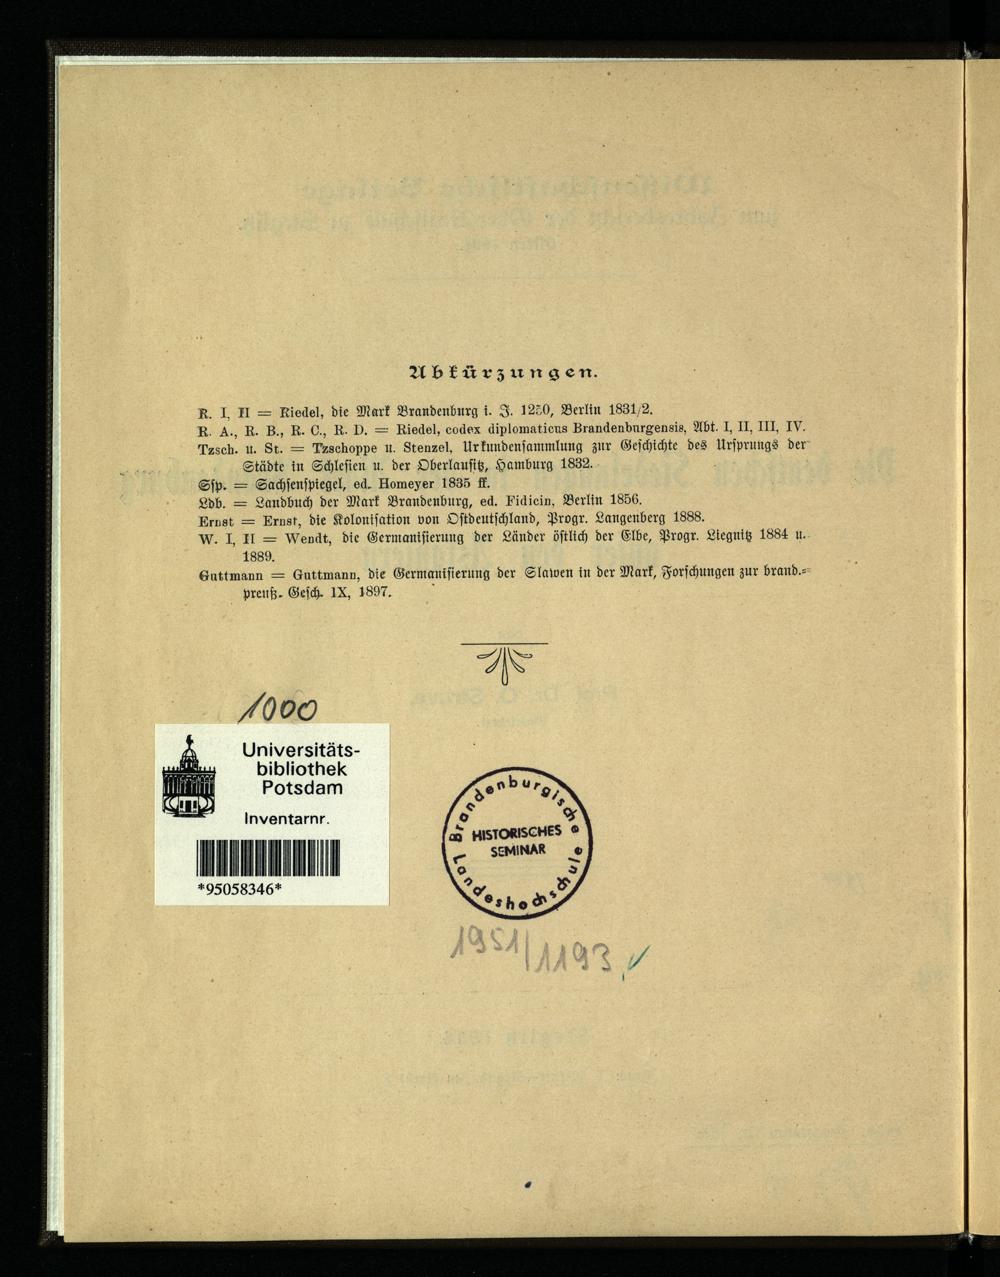 Abkürzungen.
R. I, II = Riedel, die Mark Brandenburg i. J. 1250, Berlin 1831/2.
R. A., R. B., R. C., R. D. = Riedel, codex diplomaticus Brandenburgensis, Abt. I, II, III, IV.
Tzsch. u. St. = Tzschoppe u. Stenzel, Urkundensammlung zur Geschichte des Ursprungs der
Städte in Schlesien u. der Oberlausitz, Hamburg 1832.
Ssp. = Sachsenspiegel, ed. Homeyer 1835 ff.
Ldb. = Landbuch der Mark Brandenburg, ed. Fidicin, Berlin 1856.
Ernst = Ernst, die Kolonisation von Ostdeutschland, Progr. Langenberg 1888.
W. I, II = Wendt, die Germanisierung der Länder östlich der Elbe, Progr. Liegnitz 1884 u.
1889.
Guttmann = Guttmann, die Germanisierung der Slawen in der Mark, Forschungen zur brand.=
preuß. Gesch. IX, 1897.
1000
Universitäts-
bibliothek
Potsdam
Inventarnr.
*95058346*
Brandenburgische
HISTORISCHES
SEMINAR
Landeshochschule
1951/1193